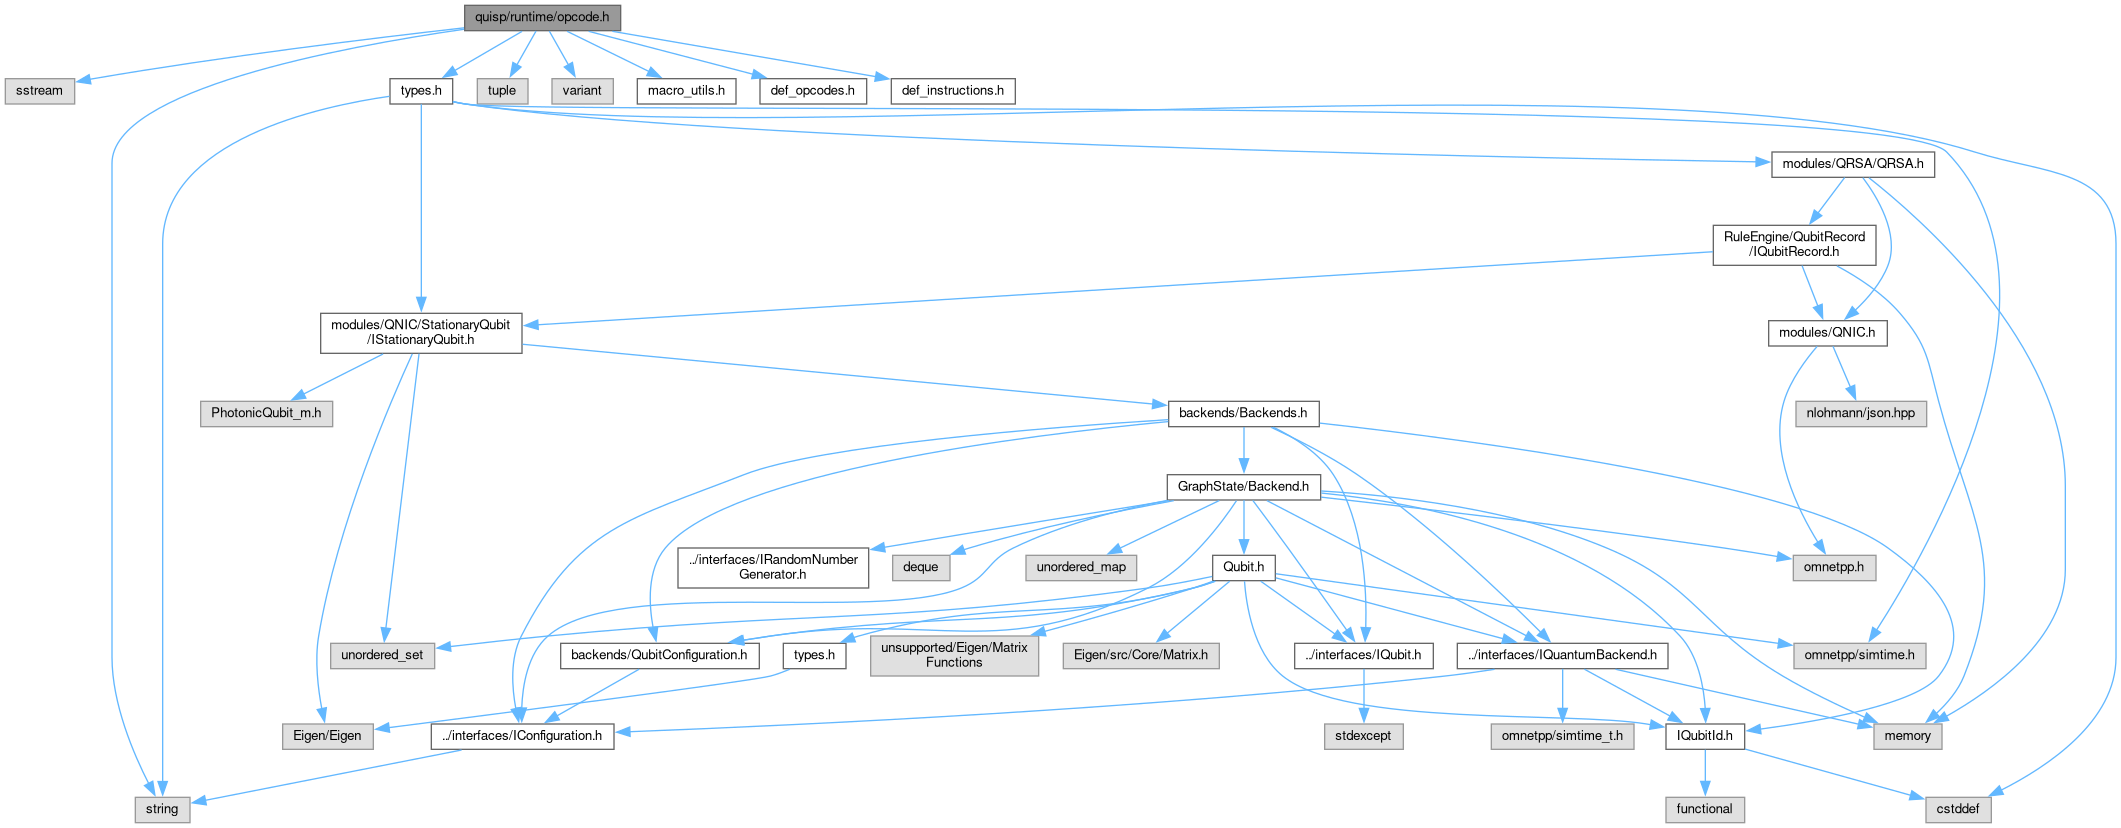 quisp/runtime/opcode.h
sstream
types.h
tuple
variant
macro_utils.h
def_opcodes.h
def_instructions.h
modules/QRSA/QRSA.h
RuleEngine/QubitRecord
/IQubitRecord.h
modules/QNIC/StationaryQubit
/IStationaryQubit.h
modules/QNIC.h
PhotonicQubit_m.h
backends/Backends.h
nlohmann/json.hpp
GraphState/Backend.h
../interfaces/IRandomNumber
Generator.h
deque
unordered_map
Qubit.h
omnetpp.h
unordered_set
backends/QubitConfiguration.h
types.h
unsupported/Eigen/Matrix
Functions
Eigen/src/Core/Matrix.h
../interfaces/IQubit.h
../interfaces/IQuantumBackend.h
omnetpp/simtime.h
Eigen/Eigen
../interfaces/IConfiguration.h
stdexcept
omnetpp/simtime_t.h
IQubitId.h
memory
string
functional
cstddef